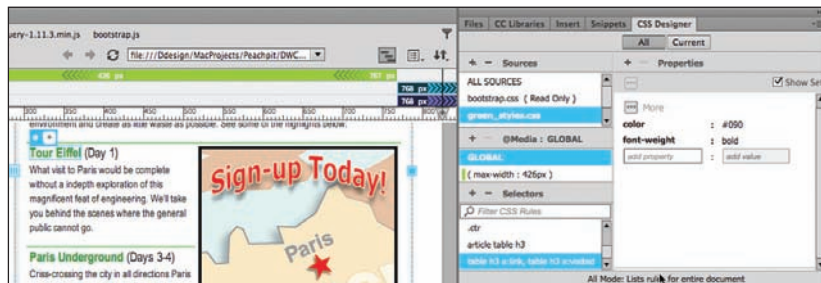 Files CC Libraries Insert Snippets CSS Designer
uery-1.11.3.min.js bootstrap.js
All Current
file:///Ddesign/MacProjects/Peachpit/DWC...
+ - Sources
+ - Properties
426 px 767 px
ALL SOURCES
Show Set
768 px
bootstrap.css ( Read Only )
More
768 px
green_styles.css
color : #090
300 350 400 450 500 550 600 650 700 750 800
font-weight : bold
environment and create as little waste as possible. See some of the highlights below.
+ - @Media : GLOBAL
add property : add value
GLOBAL
Tour Eiffel (Day 1)
( max-width : 426px )
What visit to Paris would be complete
without a indepth exploration of this
magnificent feat of engineering. We'll take
you behind the scenes where the general
public cannot go.
Sign-up Today!
Paris
+ - Selectors
Filter CSS Rules
.ctr
article table h3
table h3 a:link, table h3 a:visited
Paris Underground (Days 3-4)
Criss-crossing the city in all directions Paris
All Mode: Lists rules for entire document